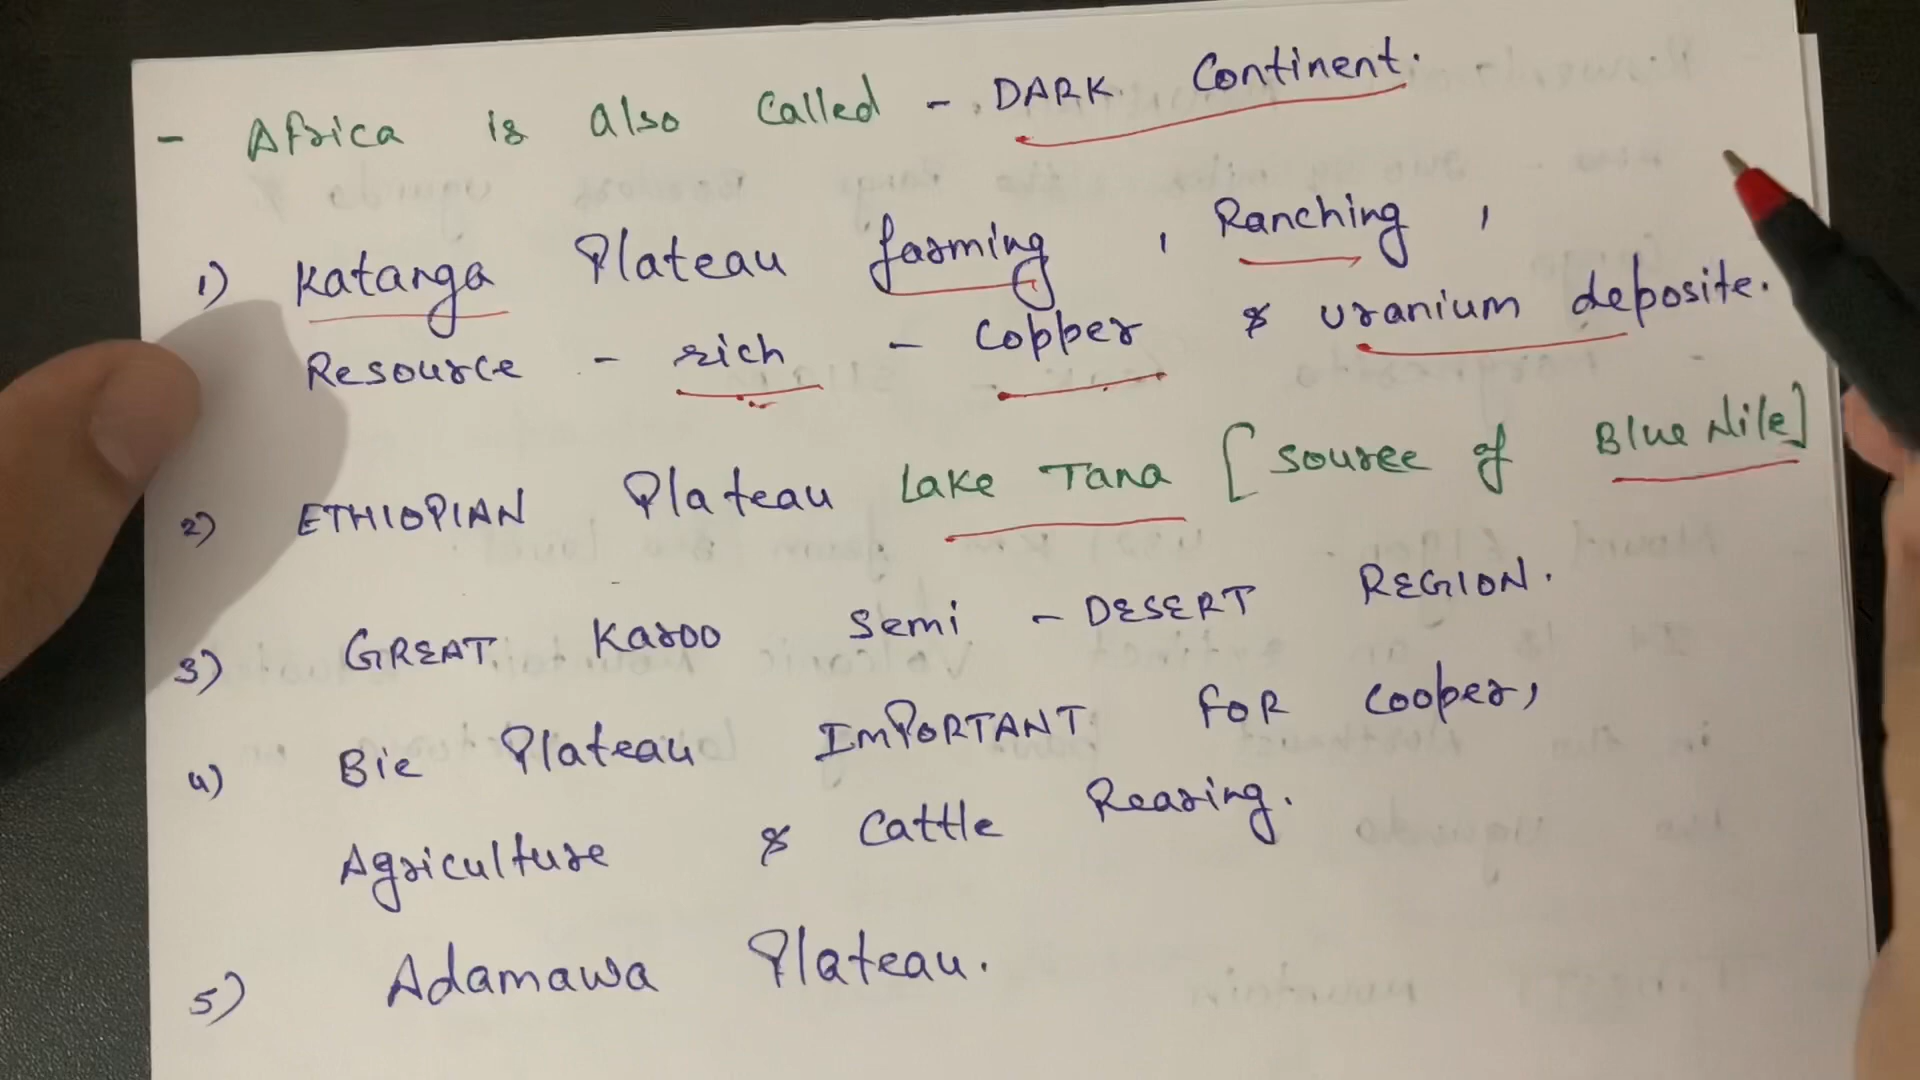 - Africa is also called - DARK Continent.
1) Katanga Plateau farming, Ranching,
Resource - rich - copper & uranium deposite.
2) ETHIOPIAN Plateau Lake Tana [source of Blue Nile]
3) GREAT Karoo semi - DESERT REGION.
4) Bie Plateau IMPORTANT FOR cooper,
Agriculture & cattle Rearing.
5) Adamawa Plateau.